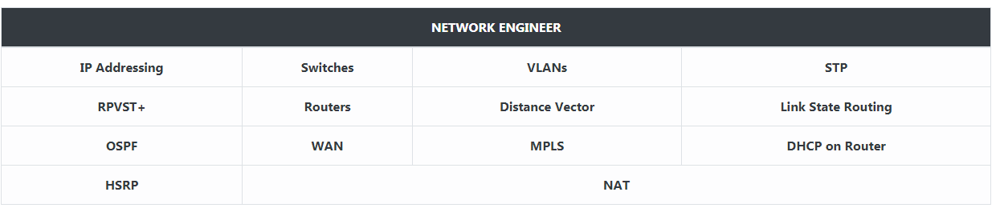 NETWORK ENGINEER
IP Addressing Switches VLANs STP
RPVST+ Routers Distance Vector Link State Routing
OSPF WAN MPLS DHCP on Router
HSRP NAT